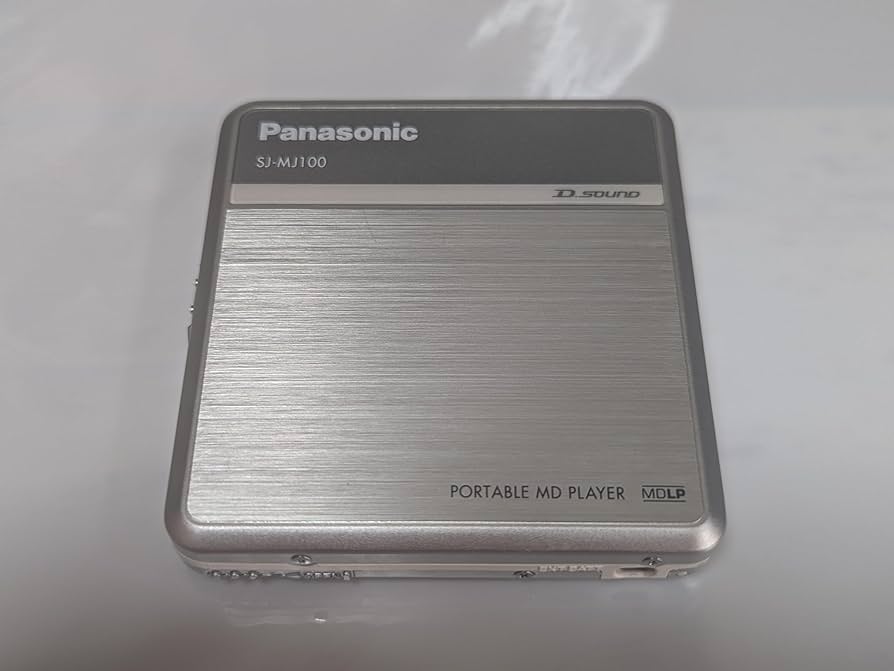 Panasonic
SJ-MJ100
D.SOUND
PORTABLE MD PLAYER MDLP